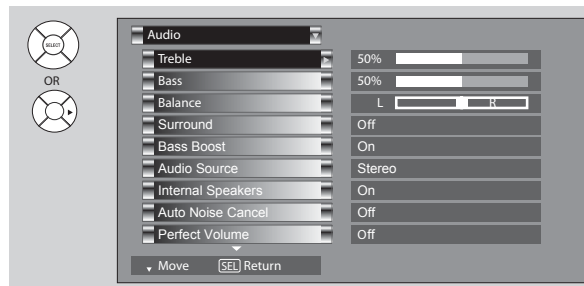 SELECT
OR
Audio
Treble 50%
Bass 50%
Balance L R
Surround Off
Bass Boost On
Audio Source Stereo
Internal Speakers On
Auto Noise Cancel Off
Perfect Volume Off
Move SEL Return